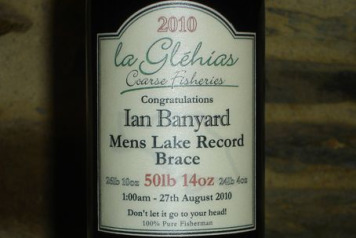 2010
la Gléhias
Coarse Fisheries
Congratulations
Ian Banyard
Mens Lake Record
Brace
26lb 10oz 50lb 14oz 24lb 4oz
1:00am - 27th August 2010
Don't let it go to your head!
100% Pure Fisherman